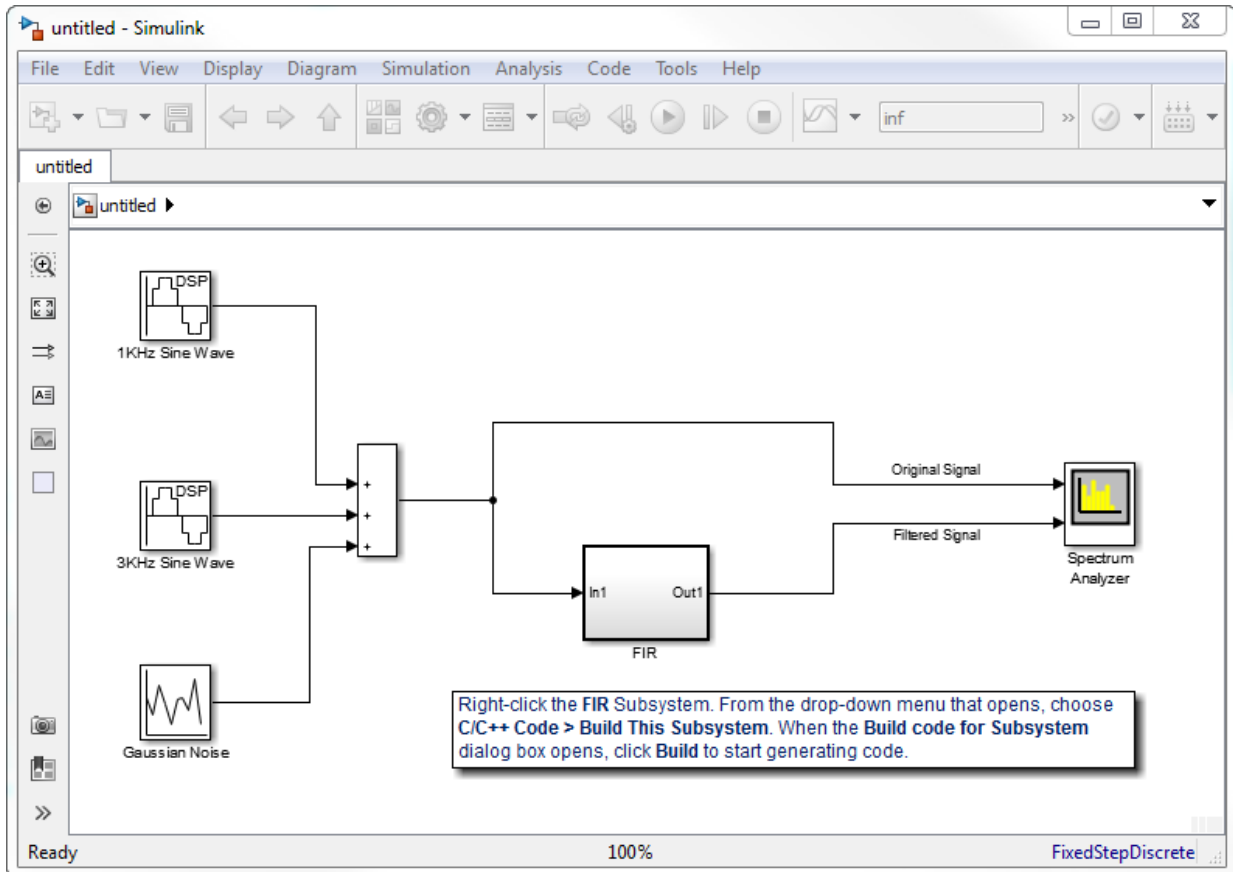 untitled - Simulink
File Edit View Display Diagram Simulation Analysis Code Tools Help
inf
untitled
untitled
DSP
1KHz Sine Wave
DSP
3KHz Sine Wave
Gaussian Noise
+
+
+
Original Signal
Filtered Signal
In1 Out1
FIR
Spectrum
Analyzer
Right-click the FIR Subsystem. From the drop-down menu that opens, choose
C/C++ Code > Build This Subsystem. When the Build code for Subsystem
dialog box opens, click Build to start generating code.
Ready 100% FixedStepDiscrete